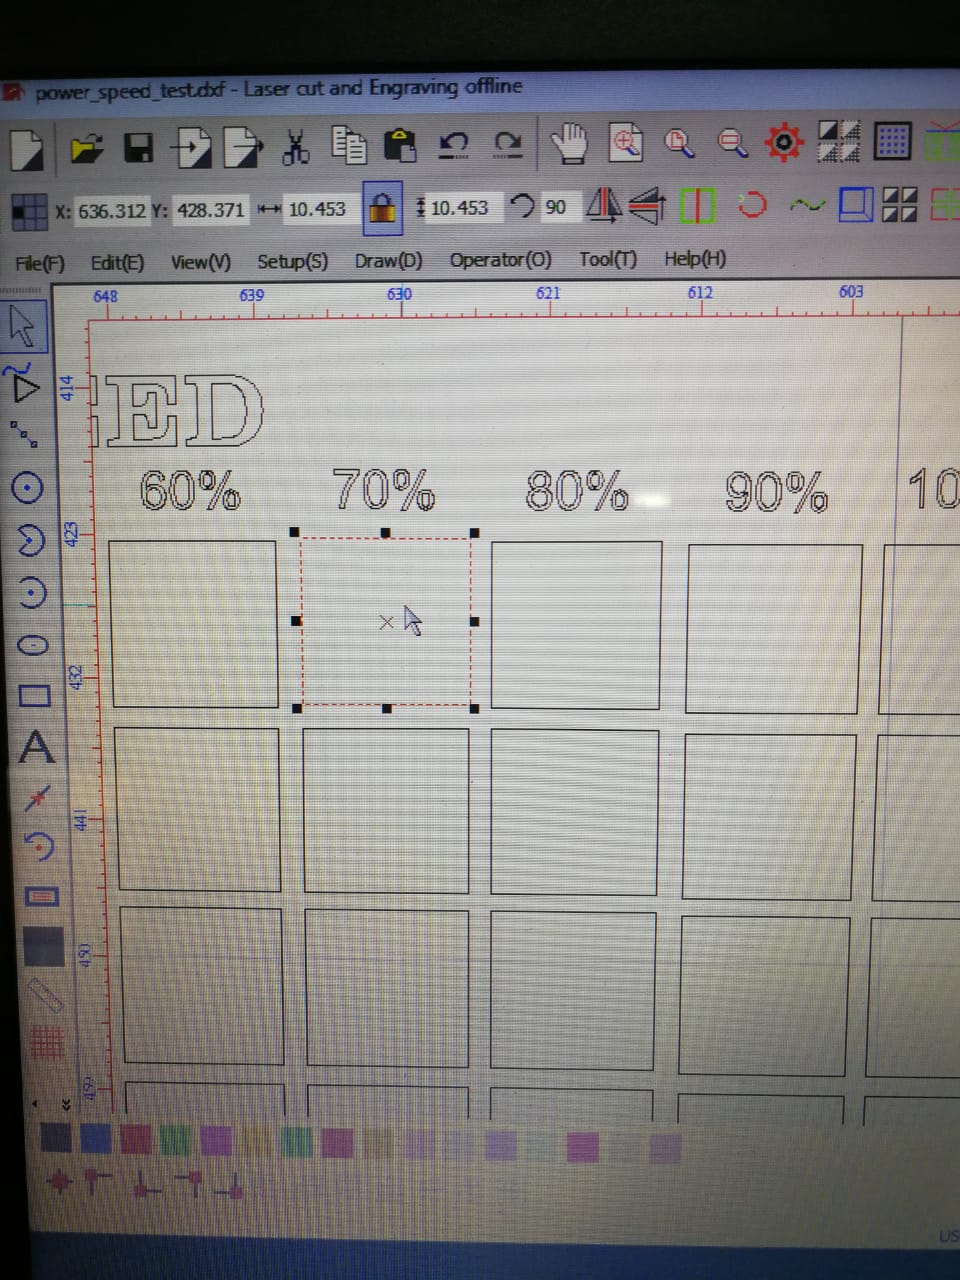 power_speed_test.dxf - Laser cut and Engraving offline
X: 636.312 Y: 428.371 10.453 10.453 90
File(F) Edit(E) View(V) Setup(S) Draw(D) Operator(O) Tool(T) Help(H)
648 639 630 621 612 603
414
ED
60% 70% 80% 90% 10
423
432
A
441
450
459
US